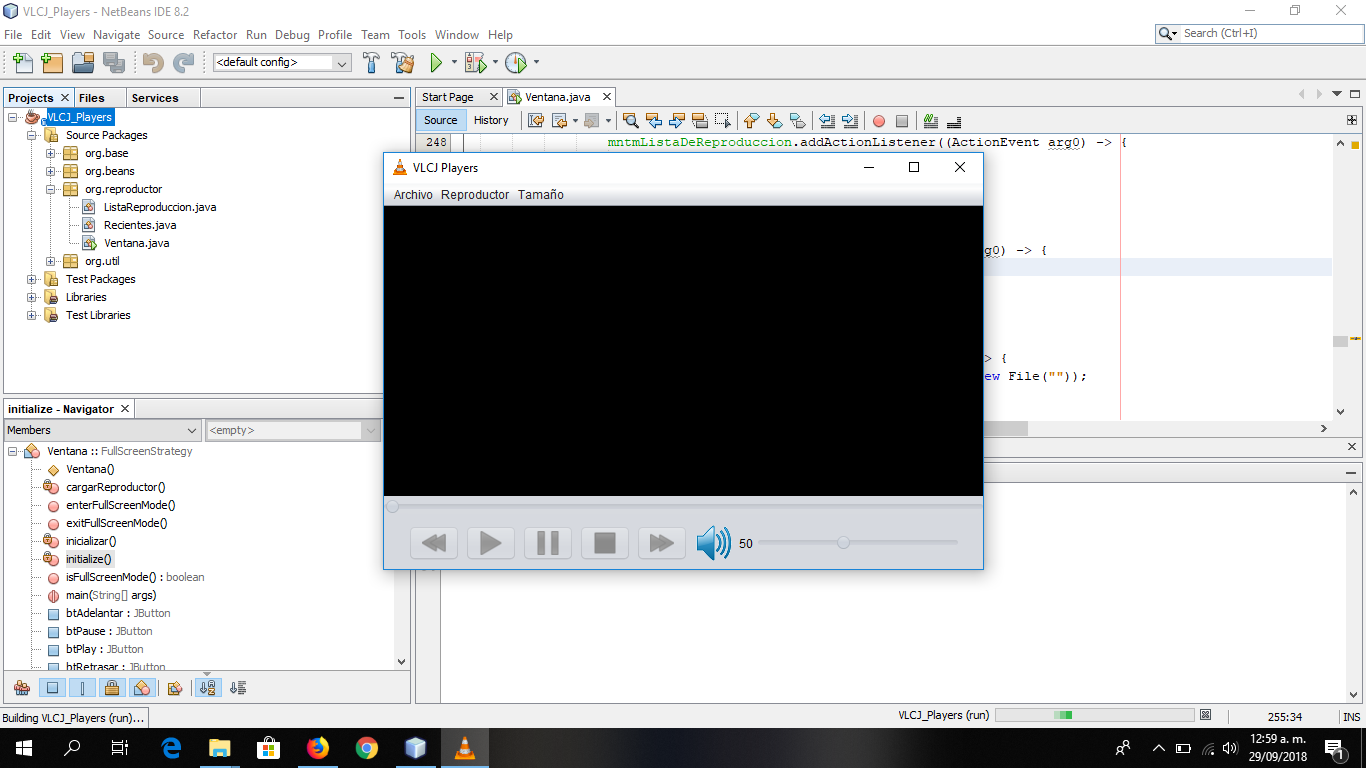 VLCJ_Players - NetBeans IDE 8.2
File Edit View Navigate Source Refactor Run Debug Profile Team Tools Window Help
Search (Ctrl+I)
<default config>
Projects Files Services
Start Page Ventana.java
VLCJ_Players
Source History
Source Packages
org.base
org.beans
org.reproductor
ListaReproduccion.java
Recientes.java
Ventana.java
org.util
Test Packages
Libraries
Test Libraries
248 mntmListaDeReproduccion.addActionListener((ActionEvent arg0) -> {
g0) -> {
> {
ew File(""));
VLCJ Players
Archivo Reproductor Tamaño
50
initialize - Navigator
Members <empty>
Ventana :: FullScreenStrategy
Ventana()
cargarReproductor()
enterFullScreenMode()
exitFullScreenMode()
inicializar()
initialize()
isFullScreenMode() : boolean
main(String[] args)
btAdelantar : JButton
btPause : JButton
btPlay : JButton
btRetrasar : JButton
Building VLCJ_Players (run)...
VLCJ_Players (run)
255:34 INS
12:59 a. m.
29/09/2018
1